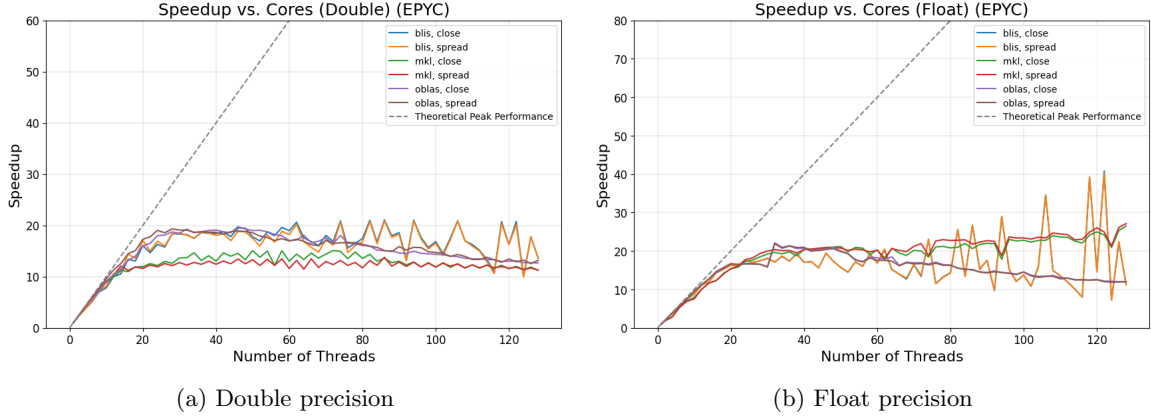 Speedup vs. Cores (Double) (EPYC)
60
50
40
30
20
10
0
Speedup
blis, close
blis, spread
mkl, close
mkl, spread
oblas, close
oblas, spread
Theoretical Peak Performance
0 20 40 60 80 100 120
Number of Threads
(a) Double precision
Speedup vs. Cores (Float) (EPYC)
80
70
60
50
40
30
20
10
0
Speedup
blis, close
blis, spread
mkl, close
mkl, spread
oblas, close
oblas, spread
Theoretical Peak Performance
0 20 40 60 80 100 120
Number of Threads
(b) Float precision